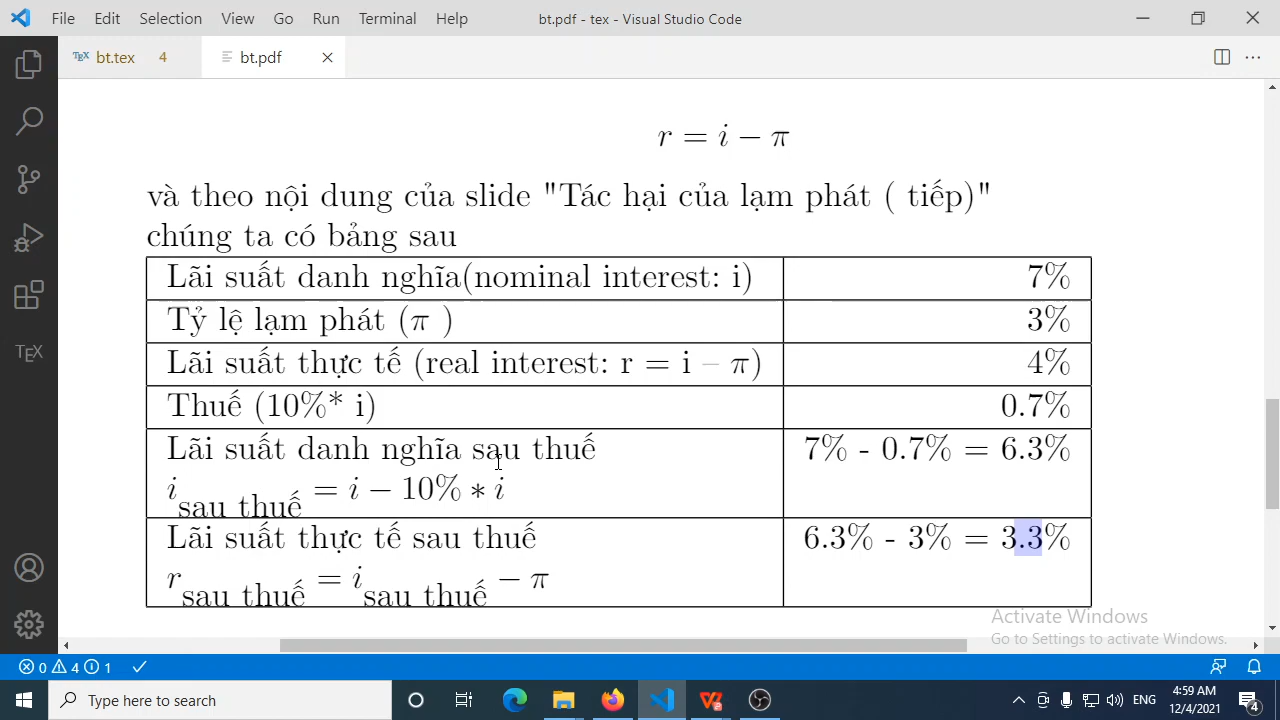 File Edit Selection View Go Run Terminal Help bt.pdf - tex - Visual Studio Code
TEX bt.tex 4 bt.pdf
r = i − π
và theo nội dung của slide "Tác hại của lạm phát ( tiếp)"
chúng ta có bảng sau
Lãi suất danh nghĩa(nominal interest: i) 7%
Tỷ lệ lạm phát (π ) 3%
Lãi suất thực tế (real interest: r = i – π) 4%
Thuế (10%* i) 0.7%
Lãi suất danh nghĩa sau thuế 7% - 0.7% = 6.3%
i sau thuế = i − 10% ∗ i
Lãi suất thực tế sau thuế 6.3% - 3% = 3.3%
r sau thuế = i sau thuế − π
TEX
Activate Windows
Go to Settings to activate Windows.
0 4 1
Type here to search
ENG
4:59 AM
12/4/2021
4